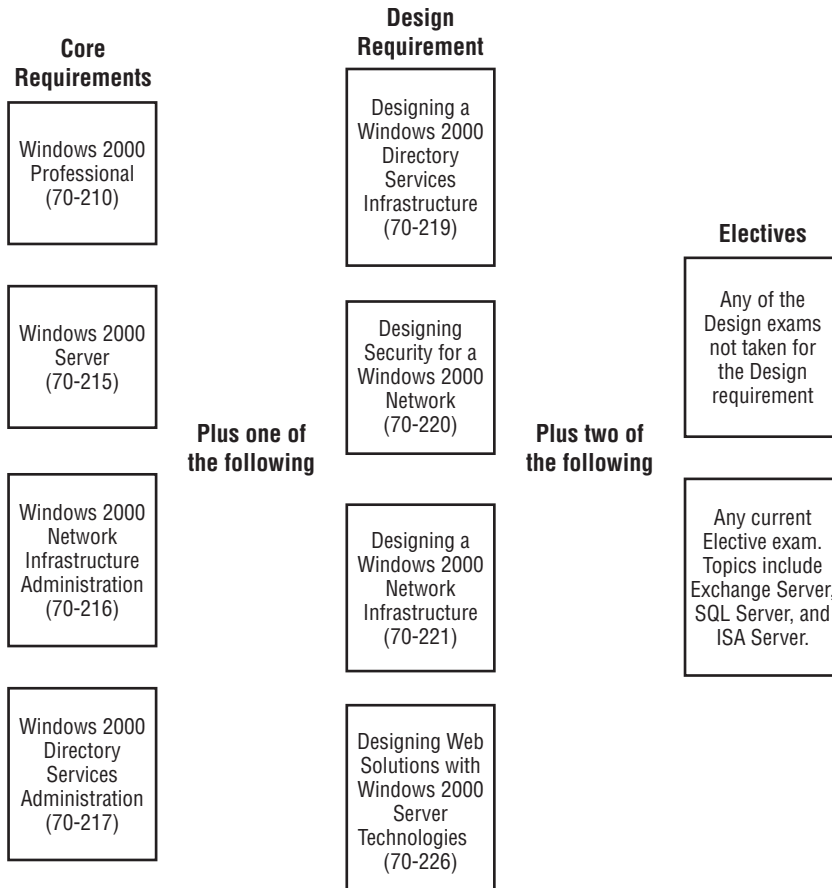 Core
Requirements
Windows 2000
Professional
(70-210)
Windows 2000
Server
(70-215)
Windows 2000
Network
Infrastructure
Administration
(70-216)
Windows 2000
Directory
Services
Administration
(70-217)
Plus one of
the following
Design
Requirement
Designing a
Windows 2000
Directory
Services
Infrastructure
(70-219)
Designing
Security for a
Windows 2000
Network
(70-220)
Designing a
Windows 2000
Network
Infrastructure
(70-221)
Designing Web
Solutions with
Windows 2000
Server
Technologies
(70-226)
Plus two of
the following
Electives
Any of the
Design exams
not taken for
the Design
requirement
Any current
Elective exam.
Topics include
Exchange Server,
SQL Server, and
ISA Server.